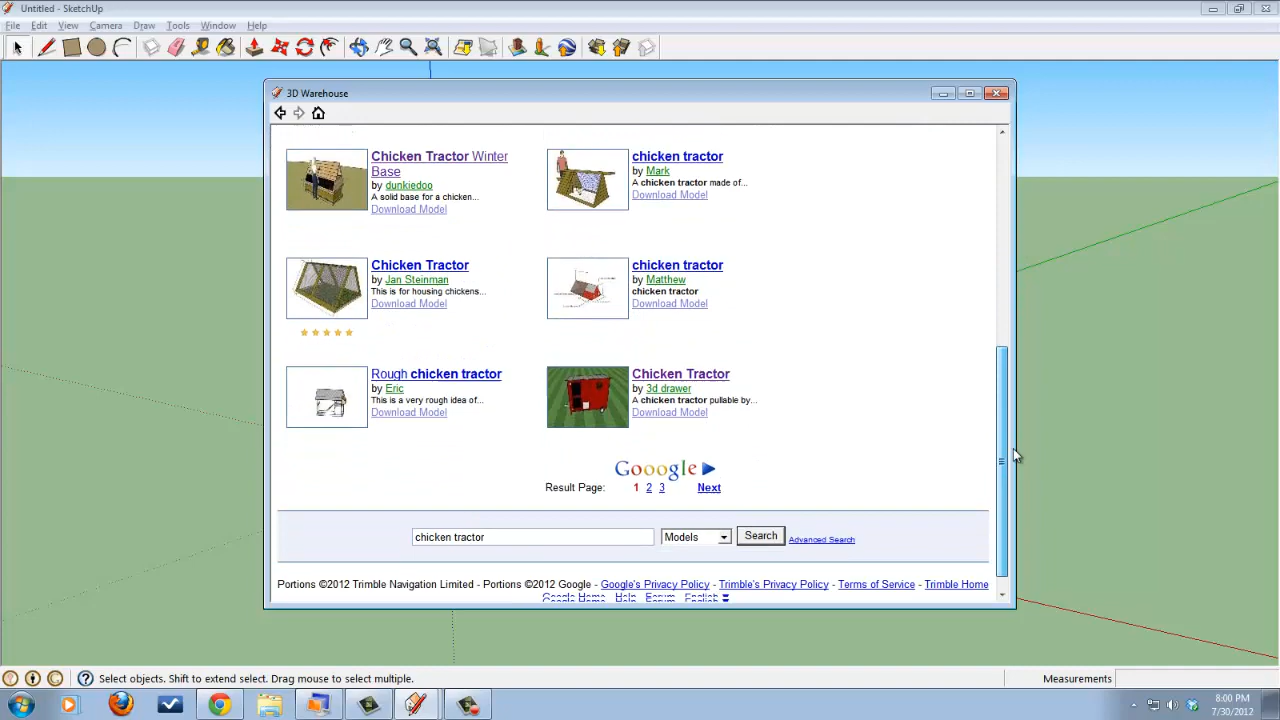 Untitled - SketchUp
File Edit View Camera Draw Tools Window Help
3D Warehouse
Chicken Tractor Winter
Base
by dunkiedoo
A solid base for a chicken...
Download Model
chicken tractor
by Mark
A chicken tractor made of...
Download Model
Chicken Tractor
by Jan Steinman
This is for housing chickens...
Download Model
chicken tractor
by Matthew
chicken tractor
Download Model
Rough chicken tractor
by Eric
This is a very rough idea of...
Download Model
Chicken Tractor
by 3d drawer
A chicken tractor pullable by...
Download Model
Gooogle
Result Page: 1 2 3 Next
chicken tractor Models Search Advanced Search
Portions ©2012 Trimble Navigation Limited - Portions ©2012 Google - Google's Privacy Policy - Trimble's Privacy Policy - Terms of Service - Trimble Home
Google Home Help Forum English
Select objects. Shift to extend select. Drag mouse to select multiple. Measurements
8:00 PM
7/30/2012